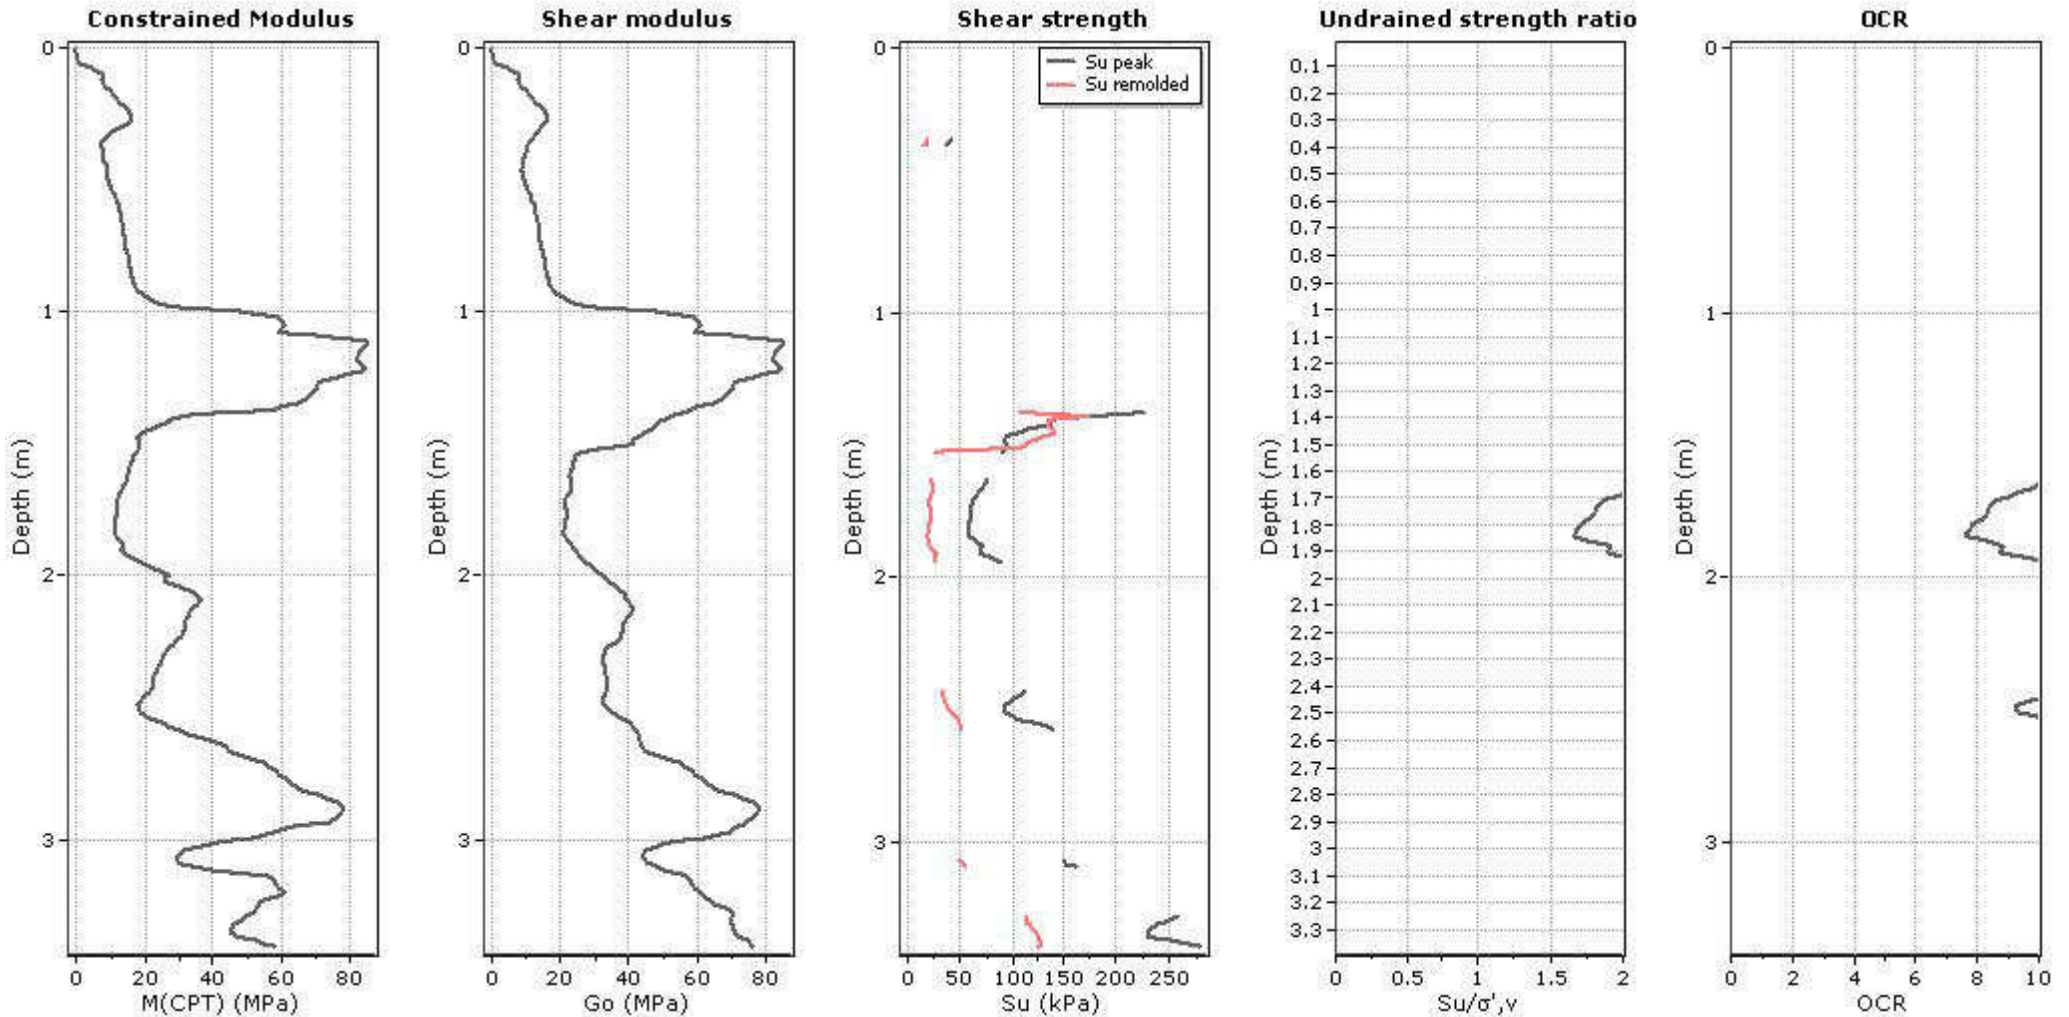 Constrained Modulus
Shear modulus
Shear strength
Undrained strength ratio
OCR
Su peak
Su remolded
Depth (m)
0
1
2
3
0 20 40 60 80
M(CPT) (MPa)
Depth (m)
0
1
2
3
0 20 40 60 80
Go (MPa)
Depth (m)
0
1
2
3
0 50 100 150 200 250
Su (kPa)
Depth (m)
0.1
0.2
0.3
0.4
0.5
0.6
0.7
0.8
0.9
1
1.1
1.2
1.3
1.4
1.5
1.6
1.7
1.8
1.9
2
2.1
2.2
2.3
2.4
2.5
2.6
2.7
2.8
2.9
3
3.1
3.2
3.3
0 0.5 1 1.5 2
Su/σ',v
Depth (m)
0
1
2
3
0 2 4 6 8 10
OCR